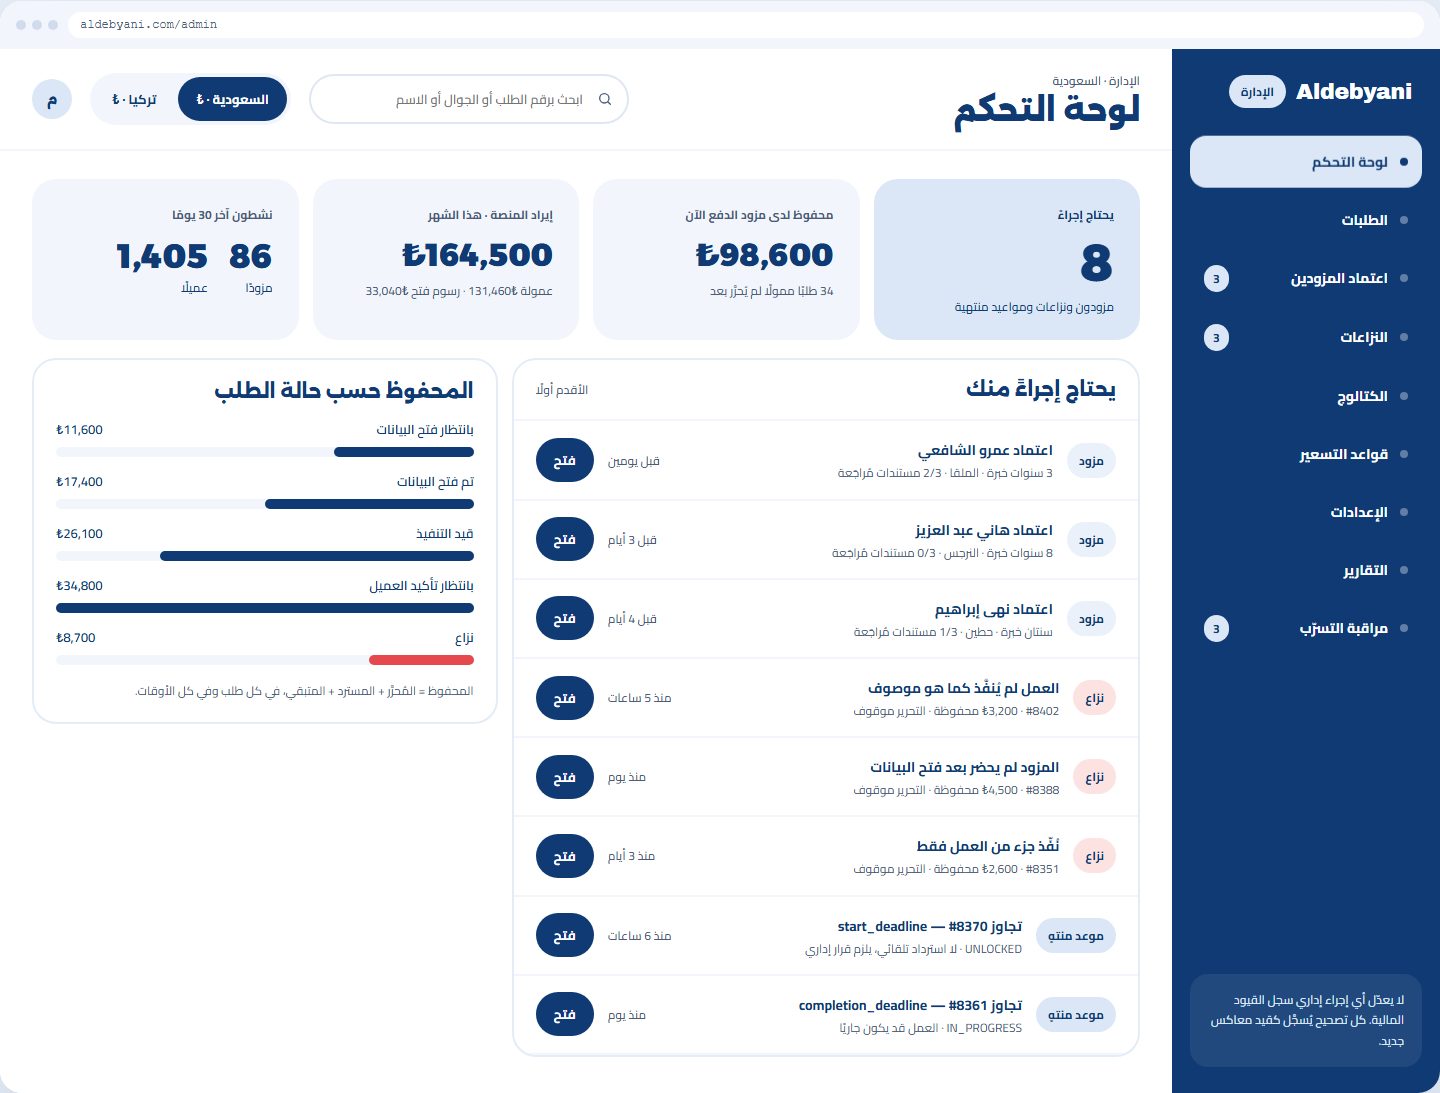 aldebyani.com/admin
Aldebyani
الإدارة
لوحة التحكم
الطلبات
اعتماد المزودين 3
النزاعات 3
الكتالوج
قواعد التسعير
الإعدادات
التقارير
مراقبة التسرّب 3
لا يعدّل أي إجراء إداري سجل القيود
المالية. كل تصحيح يُسجَّل كقيد معاكس
جديد.
الإدارة · السعودية
لوحة التحكم
ابحث برقم الطلب أو الجوال أو الاسم
السعودية · ₺
تركيا · ₺
م
يحتاج إجراءً
8
مزودون ونزاعات ومواعيد منتهية
محفوظ لدى مزود الدفع الآن
₺98,600
34 طلبًا ممولًا لم يُحرَّر بعد
إيراد المنصة · هذا الشهر
₺164,500
عمولة ₺131,460 · رسوم فتح ₺33,040
نشطون آخر 30 يومًا
86 1,405
مزودًا عميلًا
يحتاج إجراءً منك
الأقدم أولًا
مزود
اعتماد عمرو الشافعي
3 سنوات خبرة · الملقا · 2/3 مستندات مُراجَعة
قبل يومين
فتح
مزود
اعتماد هاني عبد العزيز
8 سنوات خبرة · النرجس · 0/3 مستندات مُراجَعة
قبل 3 أيام
فتح
مزود
اعتماد نهى إبراهيم
سنتان خبرة · حطين · 1/3 مستندات مُراجَعة
قبل 4 أيام
فتح
نزاع
العمل لم يُنفَّذ كما هو موصوف
#8402 · ₺3,200 محفوظة · التحرير موقوف
منذ 5 ساعات
فتح
نزاع
المزود لم يحضر بعد فتح البيانات
#8388 · ₺4,500 محفوظة · التحرير موقوف
منذ يوم
فتح
نزاع
نُفِّذ جزء من العمل فقط
#8351 · ₺2,600 محفوظة · التحرير موقوف
منذ 3 أيام
فتح
موعد منتهٍ
تجاوز start_deadline — #8370
UNLOCKED · لا استرداد تلقائي، يلزم قرار إداري
منذ 6 ساعات
فتح
موعد منتهٍ
تجاوز completion_deadline — #8361
IN_PROGRESS · العمل قد يكون جاريًا
منذ يوم
فتح
المحفوظ حسب حالة الطلب
بانتظار فتح البيانات ₺11,600
تم فتح البيانات ₺17,400
قيد التنفيذ ₺26,100
بانتظار تأكيد العميل ₺34,800
نزاع ₺8,700
المحفوظ = المُحرَّر + المسترد + المتبقي، في كل طلب وفي كل الأوقات.